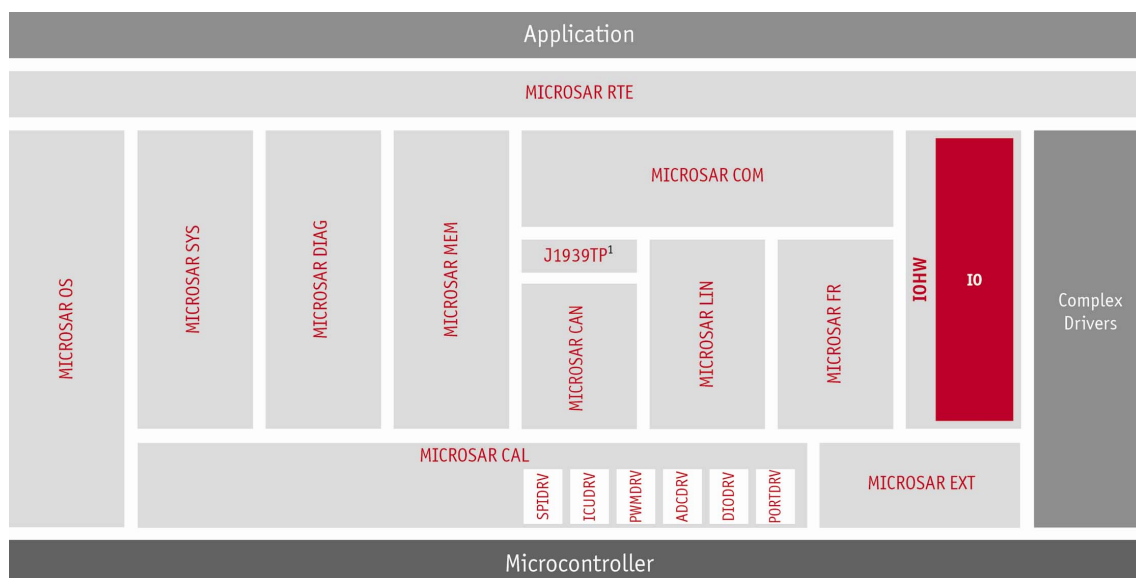 Application
MICROSAR RTE
MICROSAR OS
MICROSAR SYS
MICROSAR DIAG
MICROSAR MEM
MICROSAR COM
J1939TP¹
MICROSAR CAN
MICROSAR LIN
MICROSAR FR
IOHW
IO
Complex
Drivers
MICROSAR CAL
SPIDRV
ICUDRV
PWMDRV
ADCDRV
DIODRV
PORTDRV
MICROSAR EXT
Microcontroller